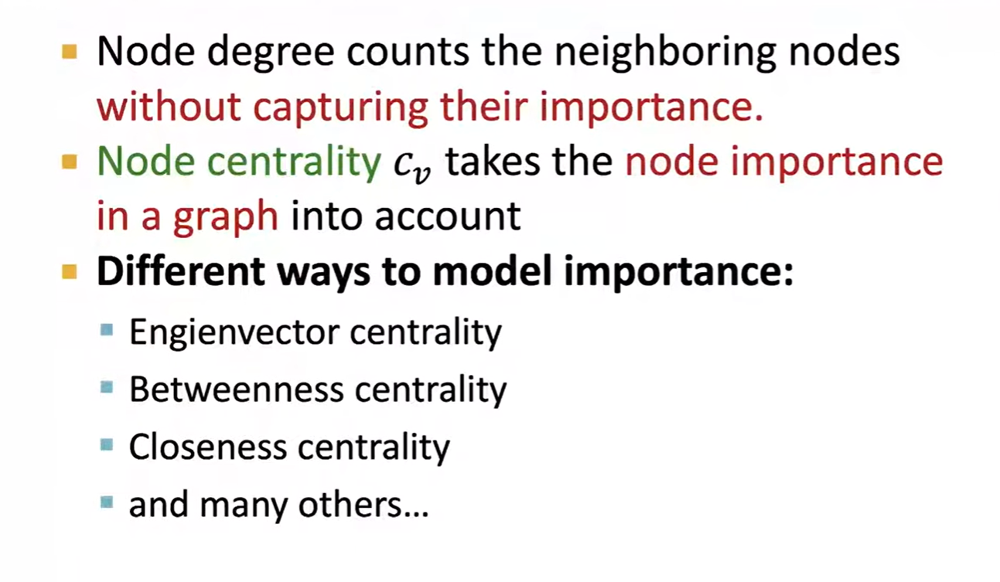 Node degree counts the neighboring nodes
without capturing their importance.
Node centrality c_v takes the node importance
in a graph into account
Different ways to model importance:
Engienvector centrality
Betweenness centrality
Closeness centrality
and many others...